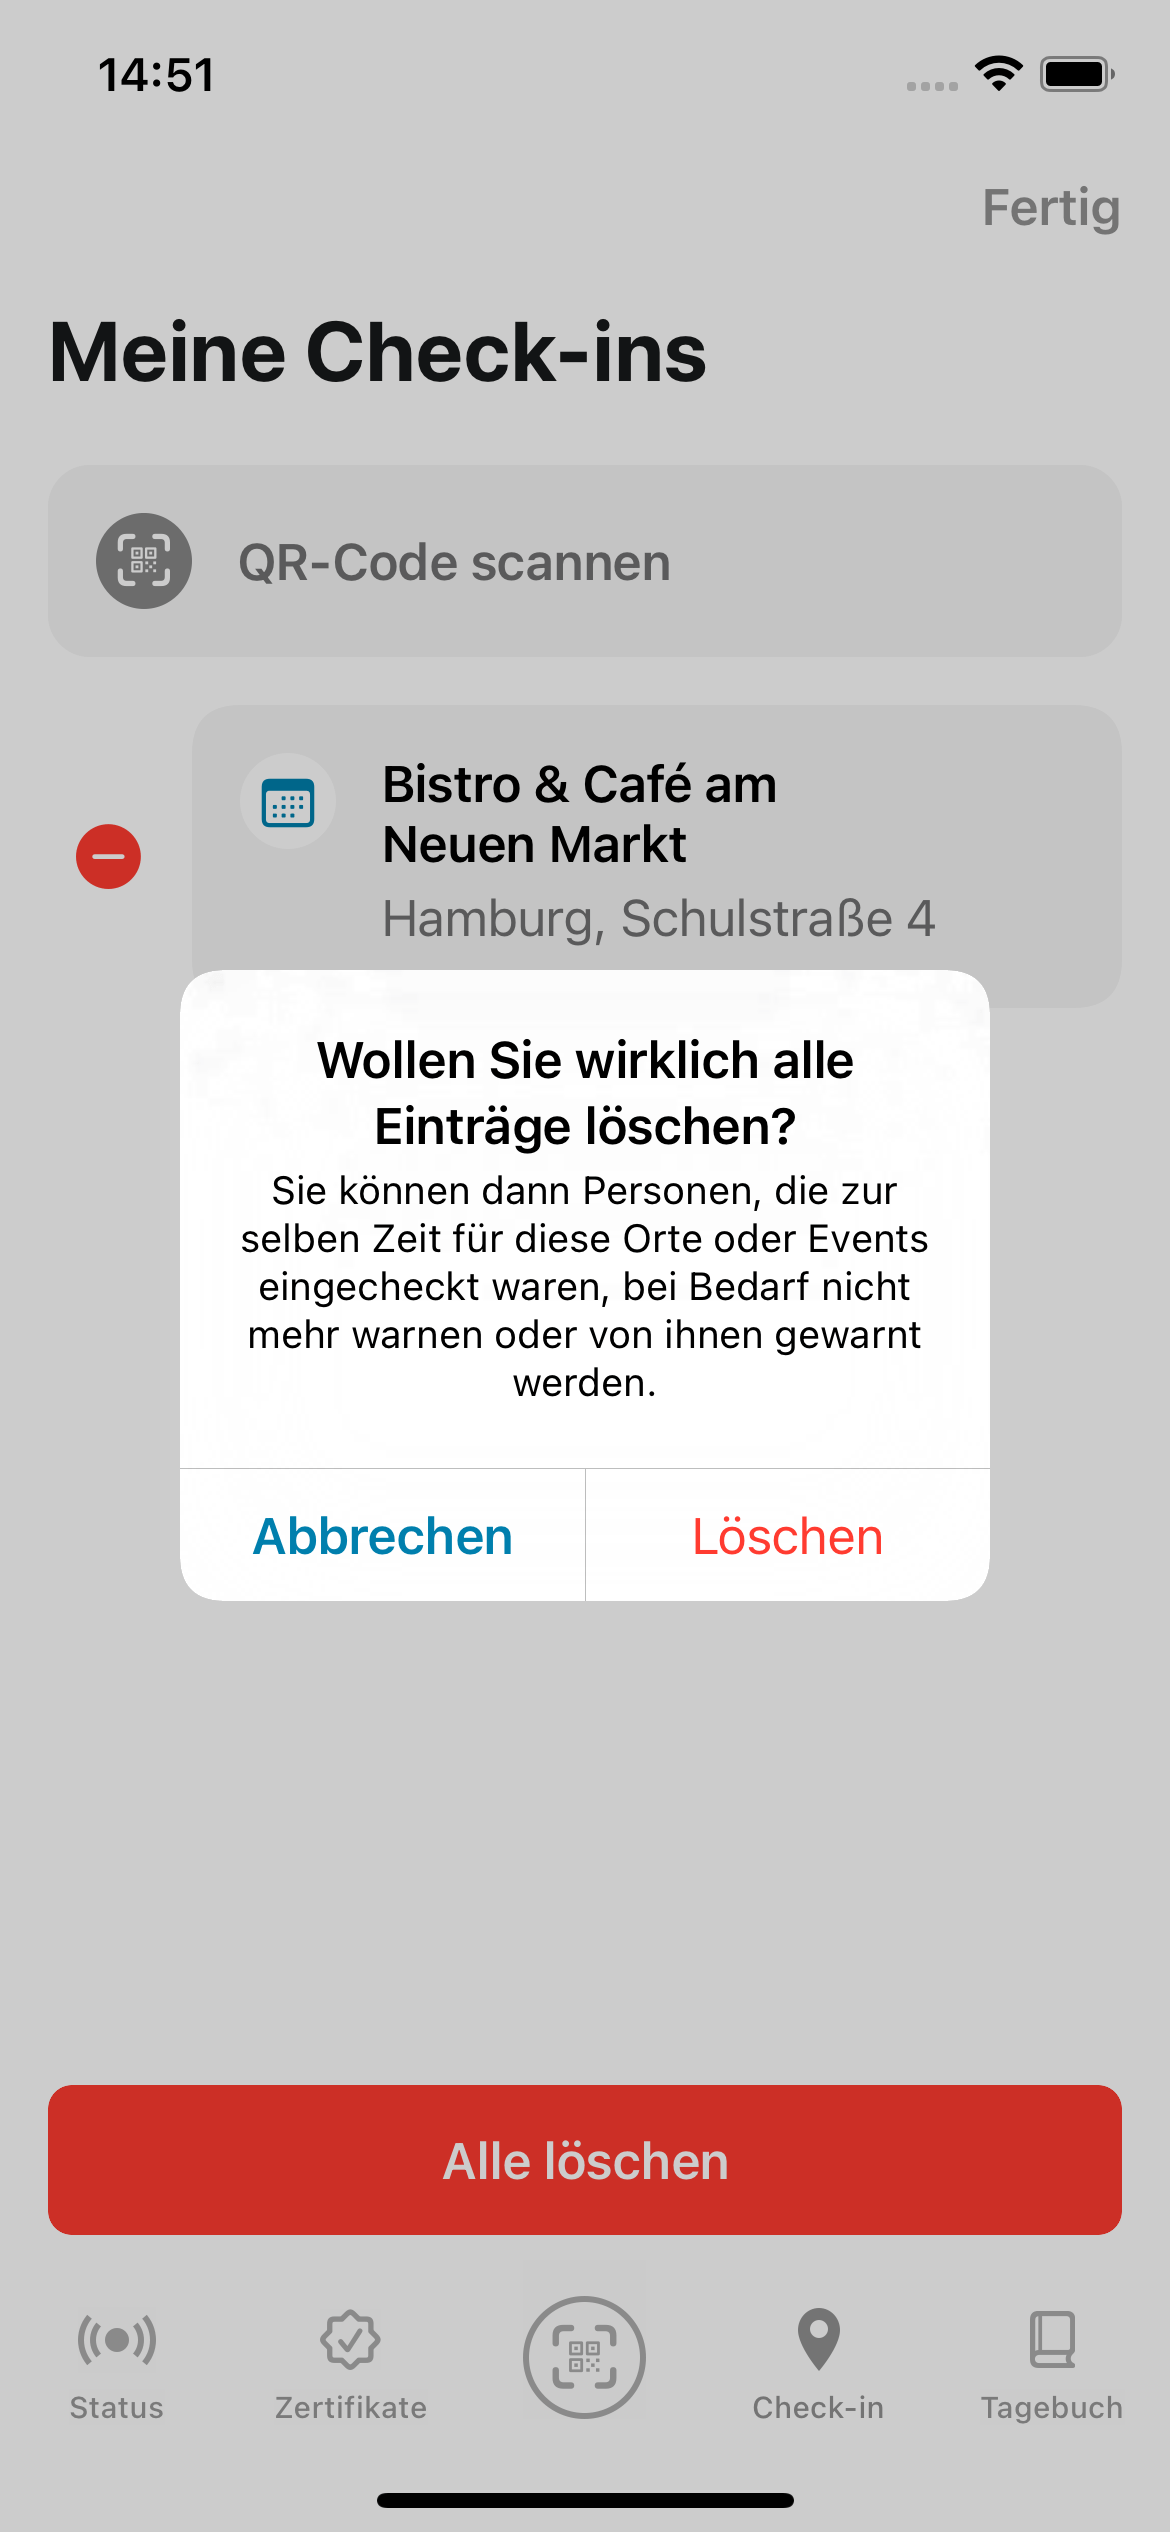 14:51
Fertig
Meine Check-ins
QR-Code scannen
Bistro & Café am
Neuen Markt
Hamburg, Schulstraße 4
Wollen Sie wirklich alle
Einträge löschen?
Sie können dann Personen, die zur
selben Zeit für diese Orte oder Events
eingecheckt waren, bei Bedarf nicht
mehr warnen oder von ihnen gewarnt
werden.
Abbrechen
Löschen
Alle löschen
Status
Zertifikate
Check-in
Tagebuch